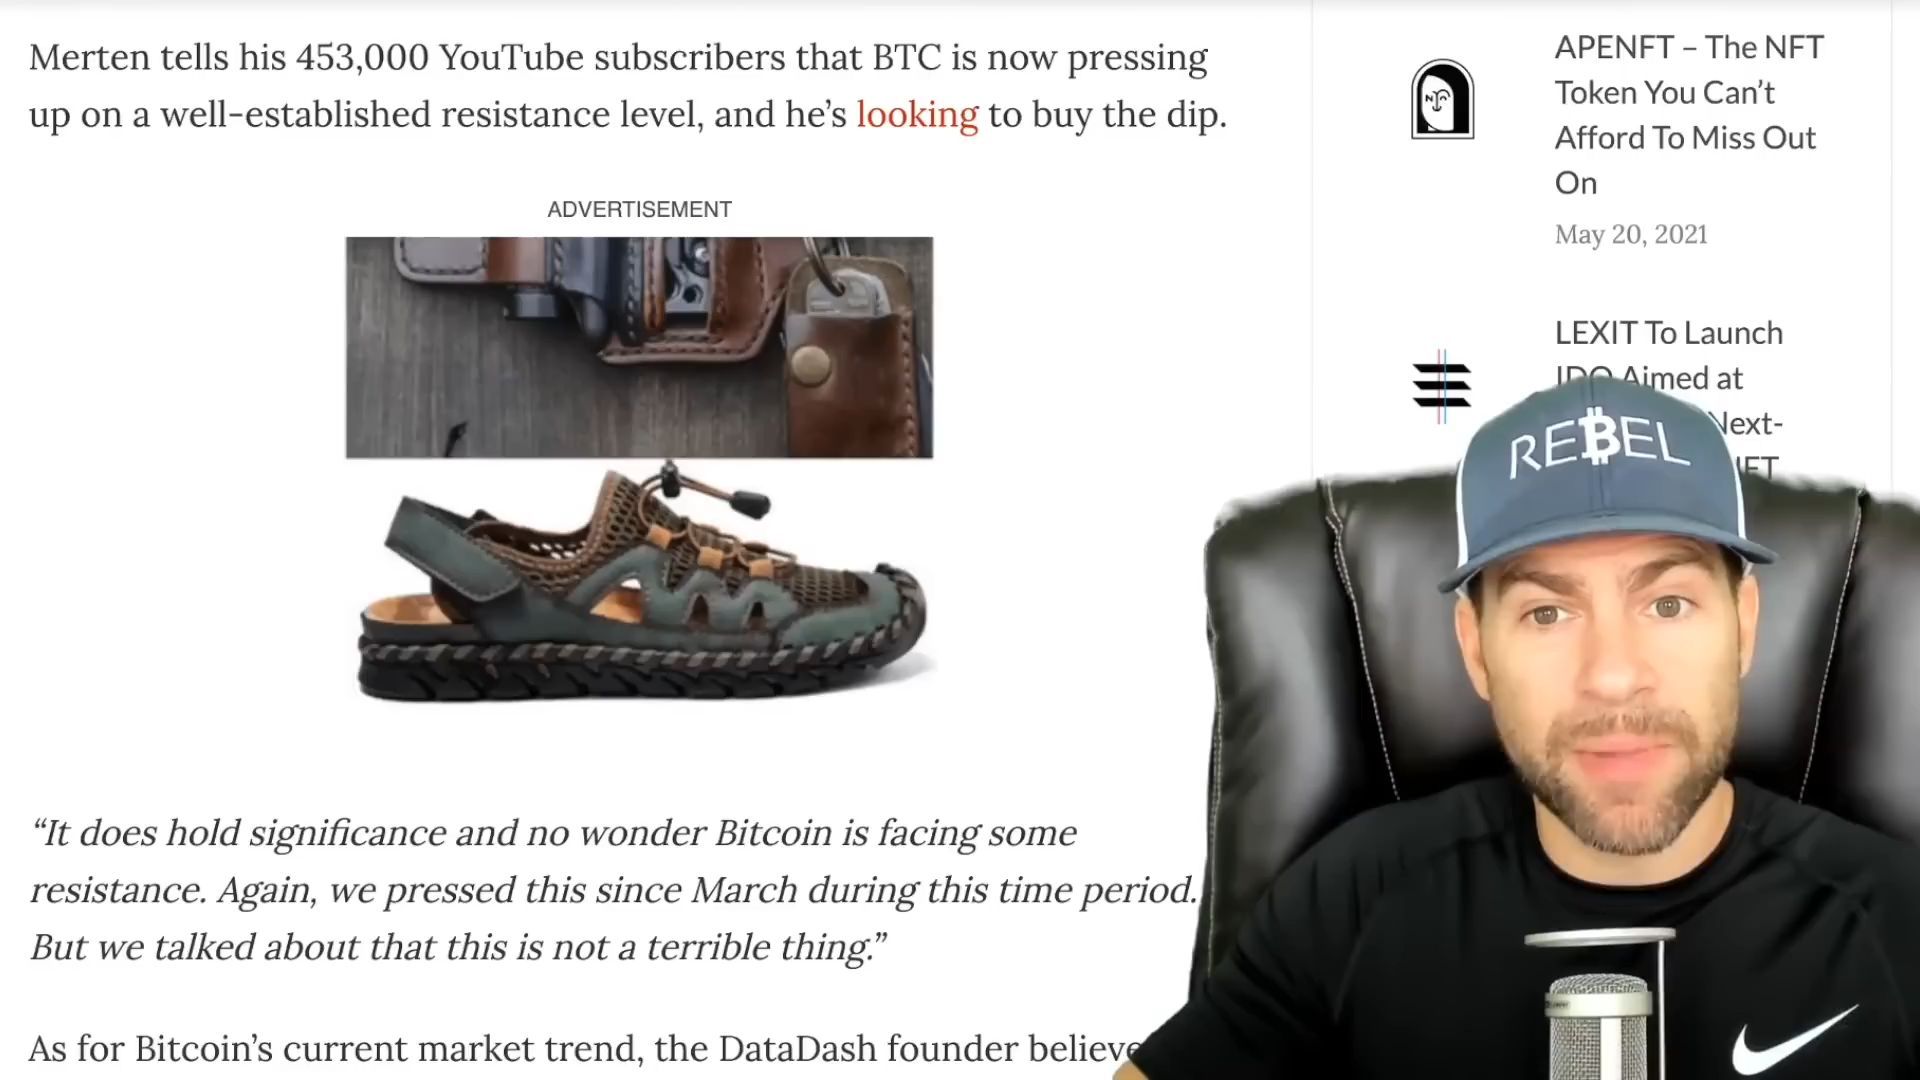 Merten tells his 453,000 YouTube subscribers that BTC is now pressing
up on a well-established resistance level, and he’s looking to buy the dip.
ADVERTISEMENT
“It does hold significance and no wonder Bitcoin is facing some
resistance. Again, we pressed this since March during this time period.
But we talked about that this is not a terrible thing.”
As for Bitcoin’s current market trend, the DataDash founder
APENFT – The NFT
Token You Can’t
Afford To Miss Out
On
May 20, 2021
LEXIT To Launch
IDO Aimed at
REBEL